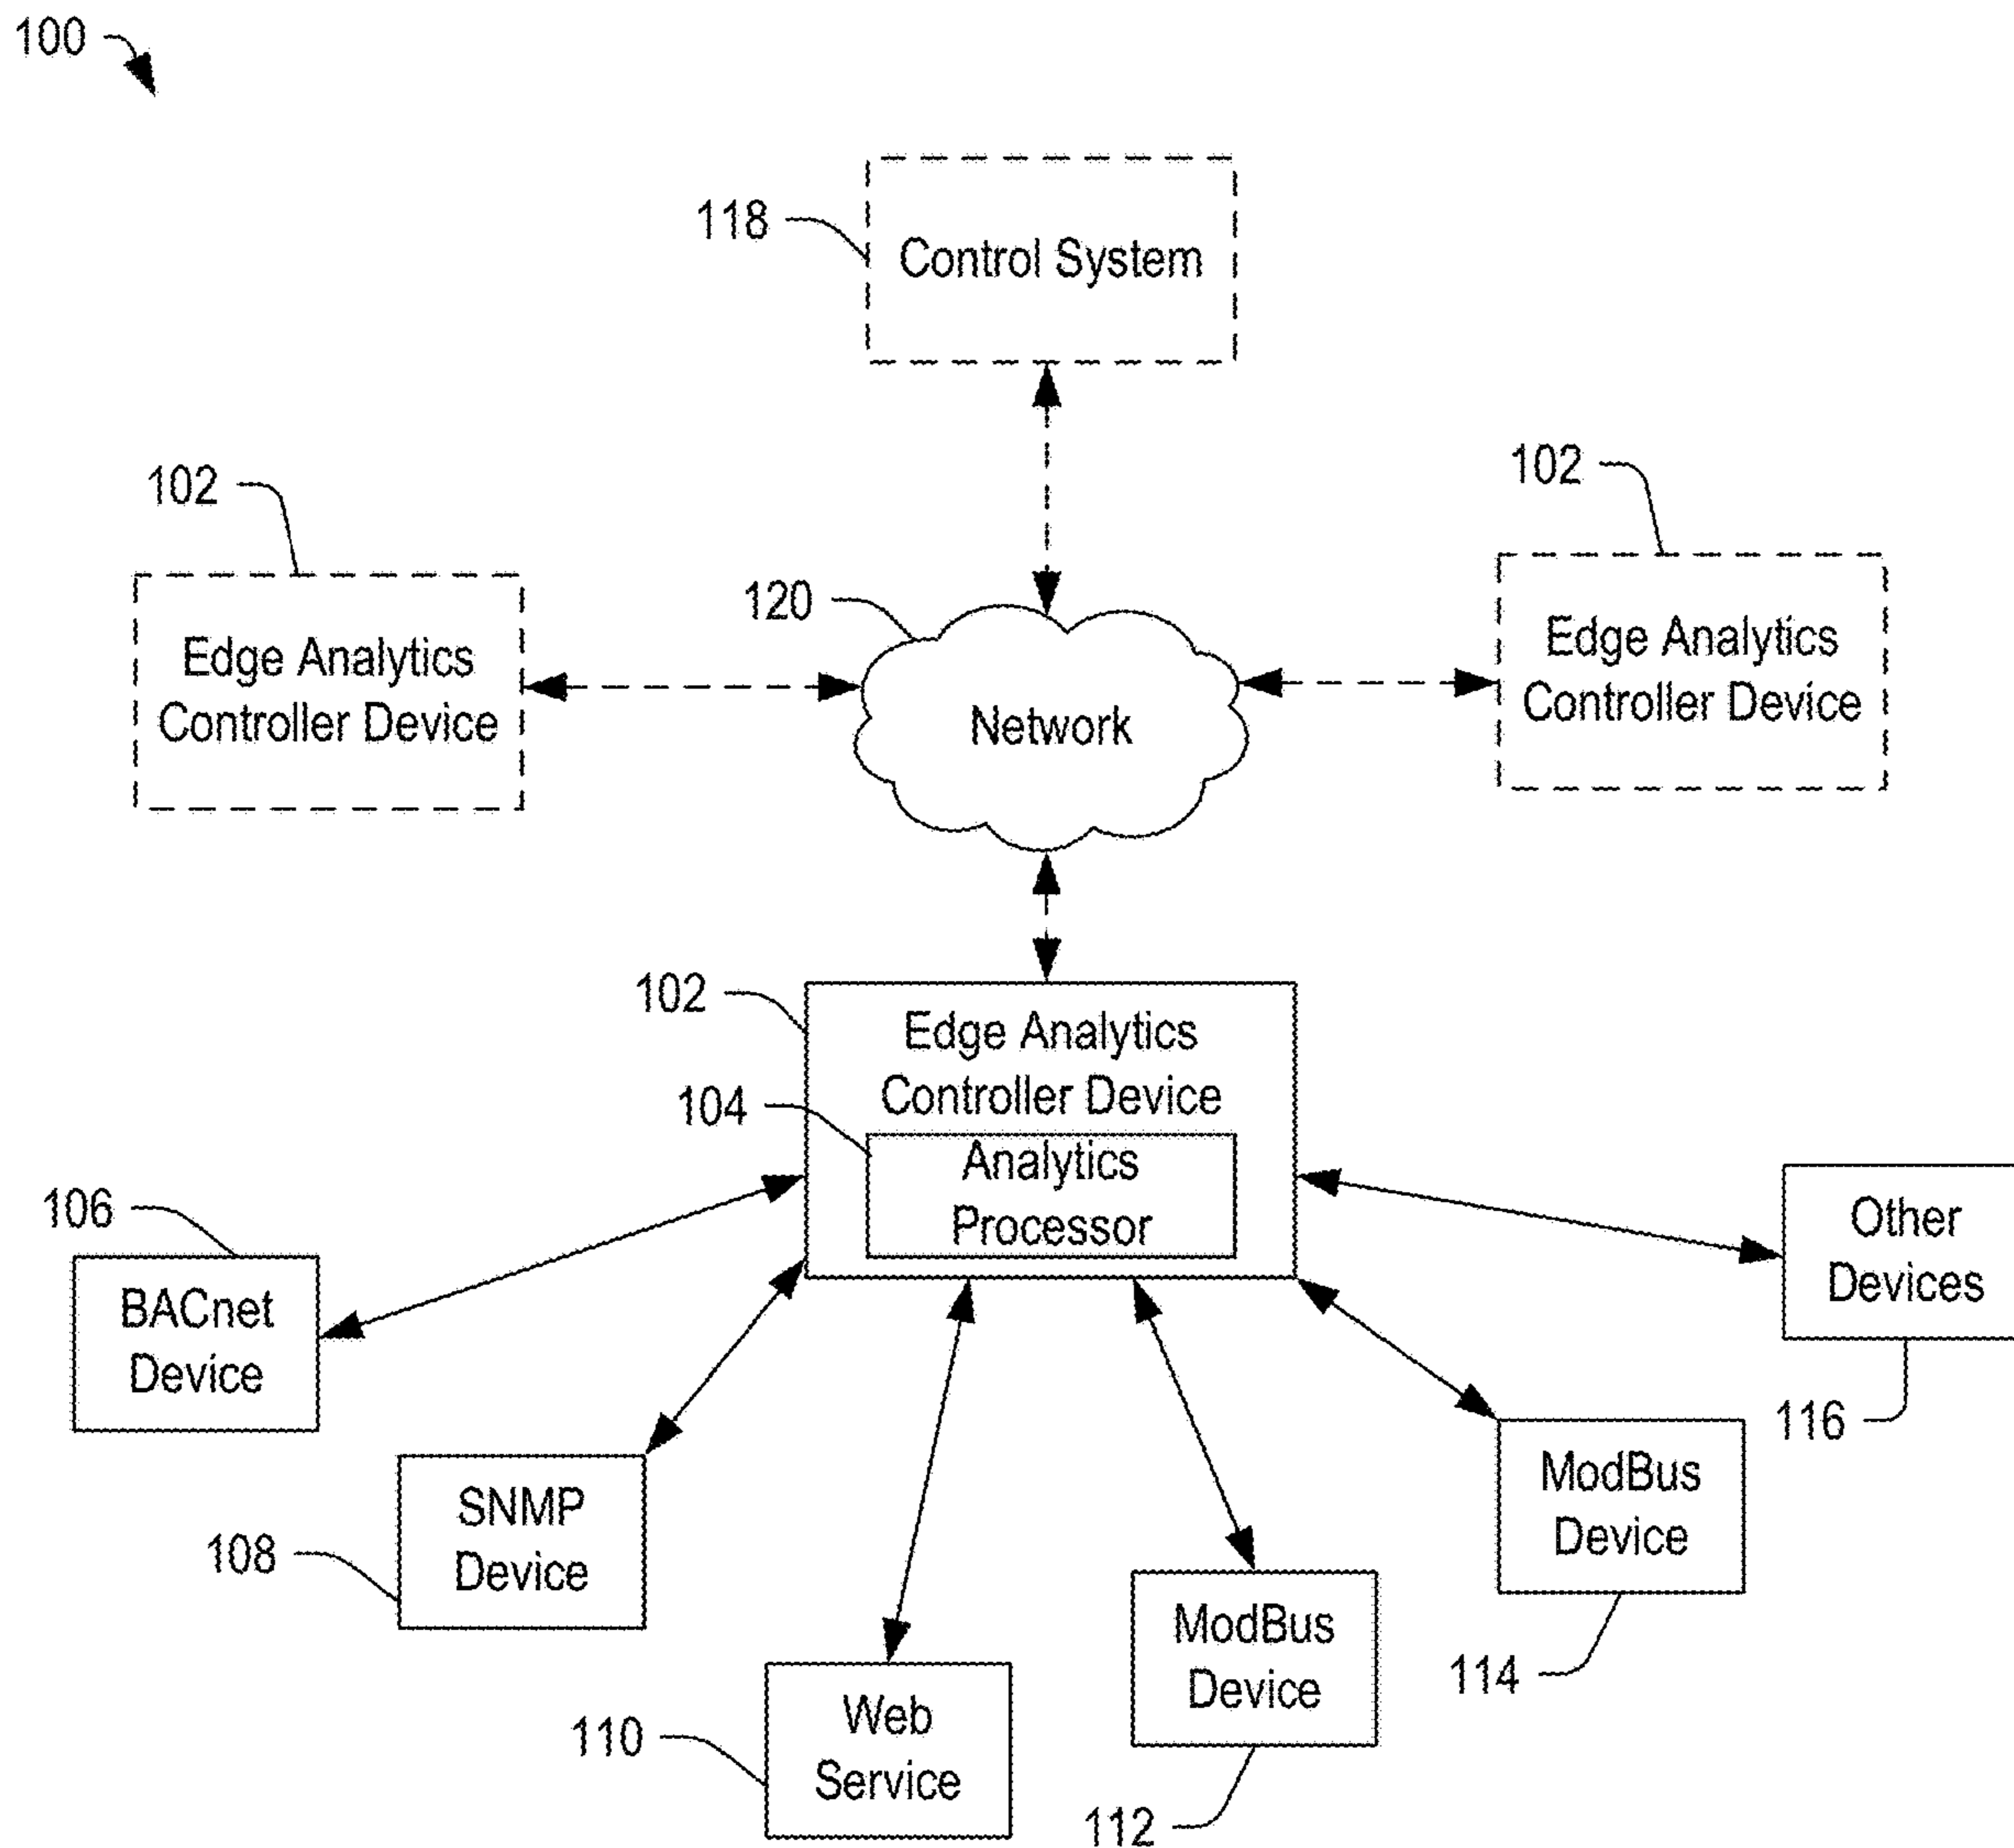 100
118
Control System
102
102
Edge Analytics
Controller Device
120
Network
Edge Analytics
Controller Device
102
Edge Analytics
Controller Device
104
Analytics
Processor
106
BACnet
Device
Other
Devices
116
SNMP
Device
108
ModBus
Device
114
ModBus
Device
112
Web
Service
110